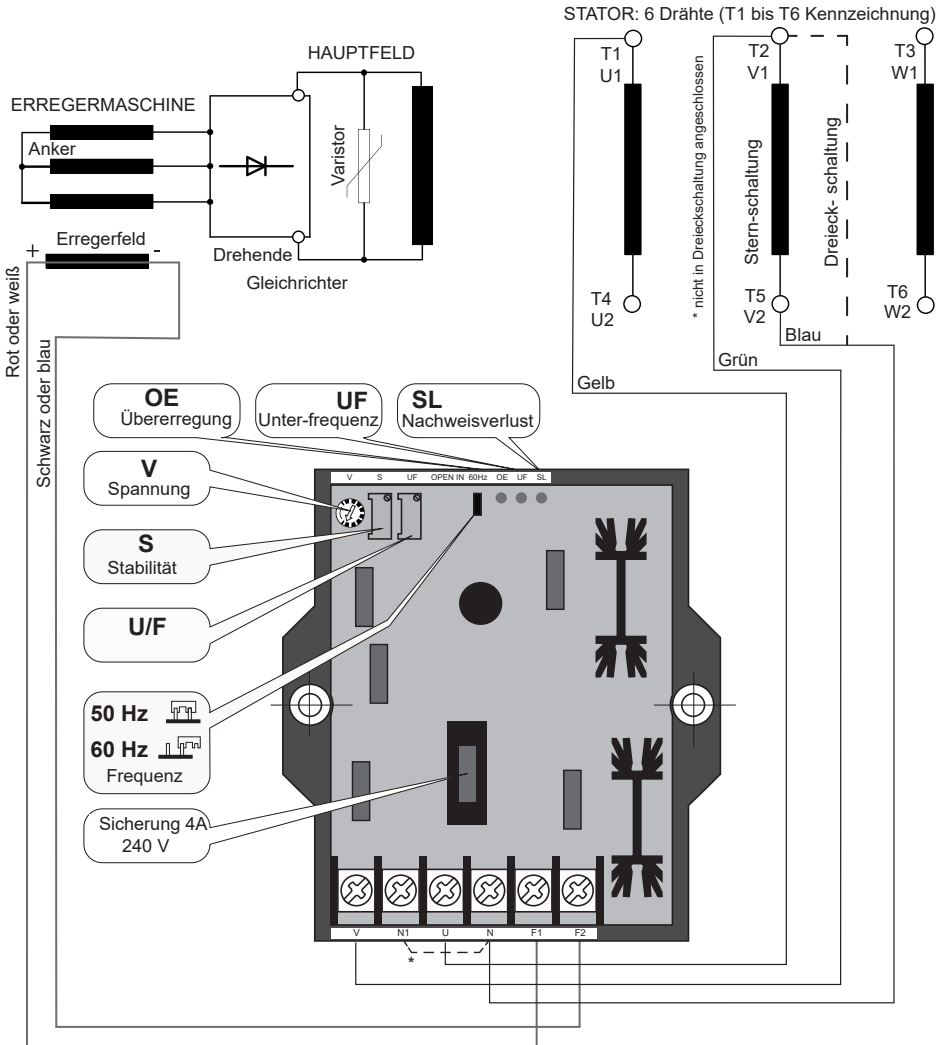 STATOR: 6 Drähte (T1 bis T6 Kennzeichnung)
HAUPTFELD
ERREGERMASCHINE
Anker
Varistor
Drehende
Gleichrichter
+
Erregerfeld
-
Rot oder weiß
Schwarz oder blau
T1
U1
T4
U2
* nicht in Dreieckschaltung angeschlossen
T2
V1
Stern-schaltung
Dreieck- schaltung
T5
V2
T3
W1
T6
W2
Blau
Grün
Gelb
OE
Übererregung
UF
Unter-frequenz
SL
Nachweisverlust
V
Spannung
S
Stabilität
U/F
50 Hz
60 Hz
Frequenz
Sicherung 4A
240 V
V S UF OPEN IN 60Hz OE UF SL
V N1 U N F1 F2
*